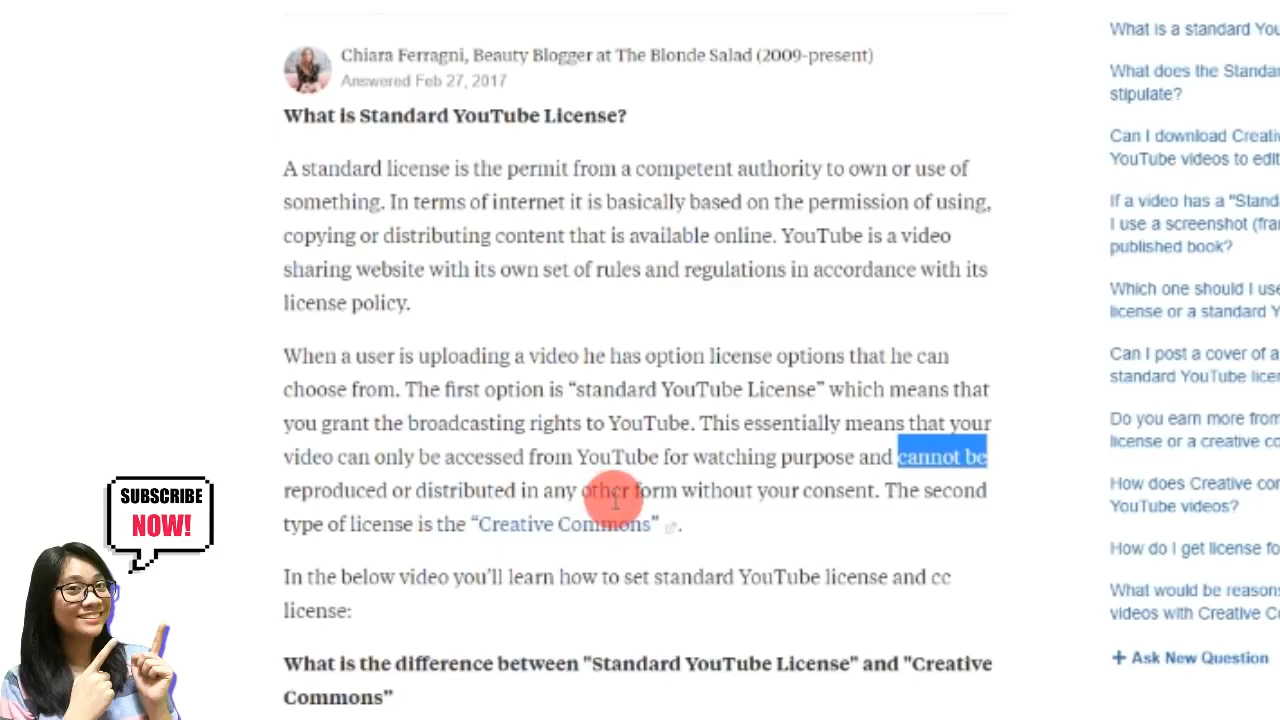 Chiara Ferragni, Beauty Blogger at The Blonde Salad (2009-present)
Answered Feb 27, 2017
What is Standard YouTube License?
A standard license is the permit from a competent authority to own or use of
something. In terms of internet it is basically based on the permission of using,
copying or distributing content that is available online. YouTube is a video
sharing website with its own set of rules and regulations in accordance with its
license policy.
When a user is uploading a video he has option license options that he can
choose from. The first option is “standard YouTube License” which means that
you grant the broadcasting rights to YouTube. This essentially means that your
video can only be accessed from YouTube for watching purpose and cannot be
reproduced or distributed in any other form without your consent. The second
type of license is the “Creative Commons” .
In the below video you'll learn how to set standard YouTube license and cc
license:
What is the difference between "Standard YouTube License" and "Creative
Commons”
What is a standard You
What does the Standar
stipulate?
Can I download Creativ
YouTube videos to edit
If a video has a "Stand
I use a screenshot (fra
published book?
Which one should I use
license or a standard Y
Can I post a cover of a
standard YouTube licen
Do you earn more from
license or a creative co
How does Creative com
YouTube videos?
How do I get license fo
What would be reasons
videos with Creative Co
+ Ask New Question
SUBSCRIBE
NOW!